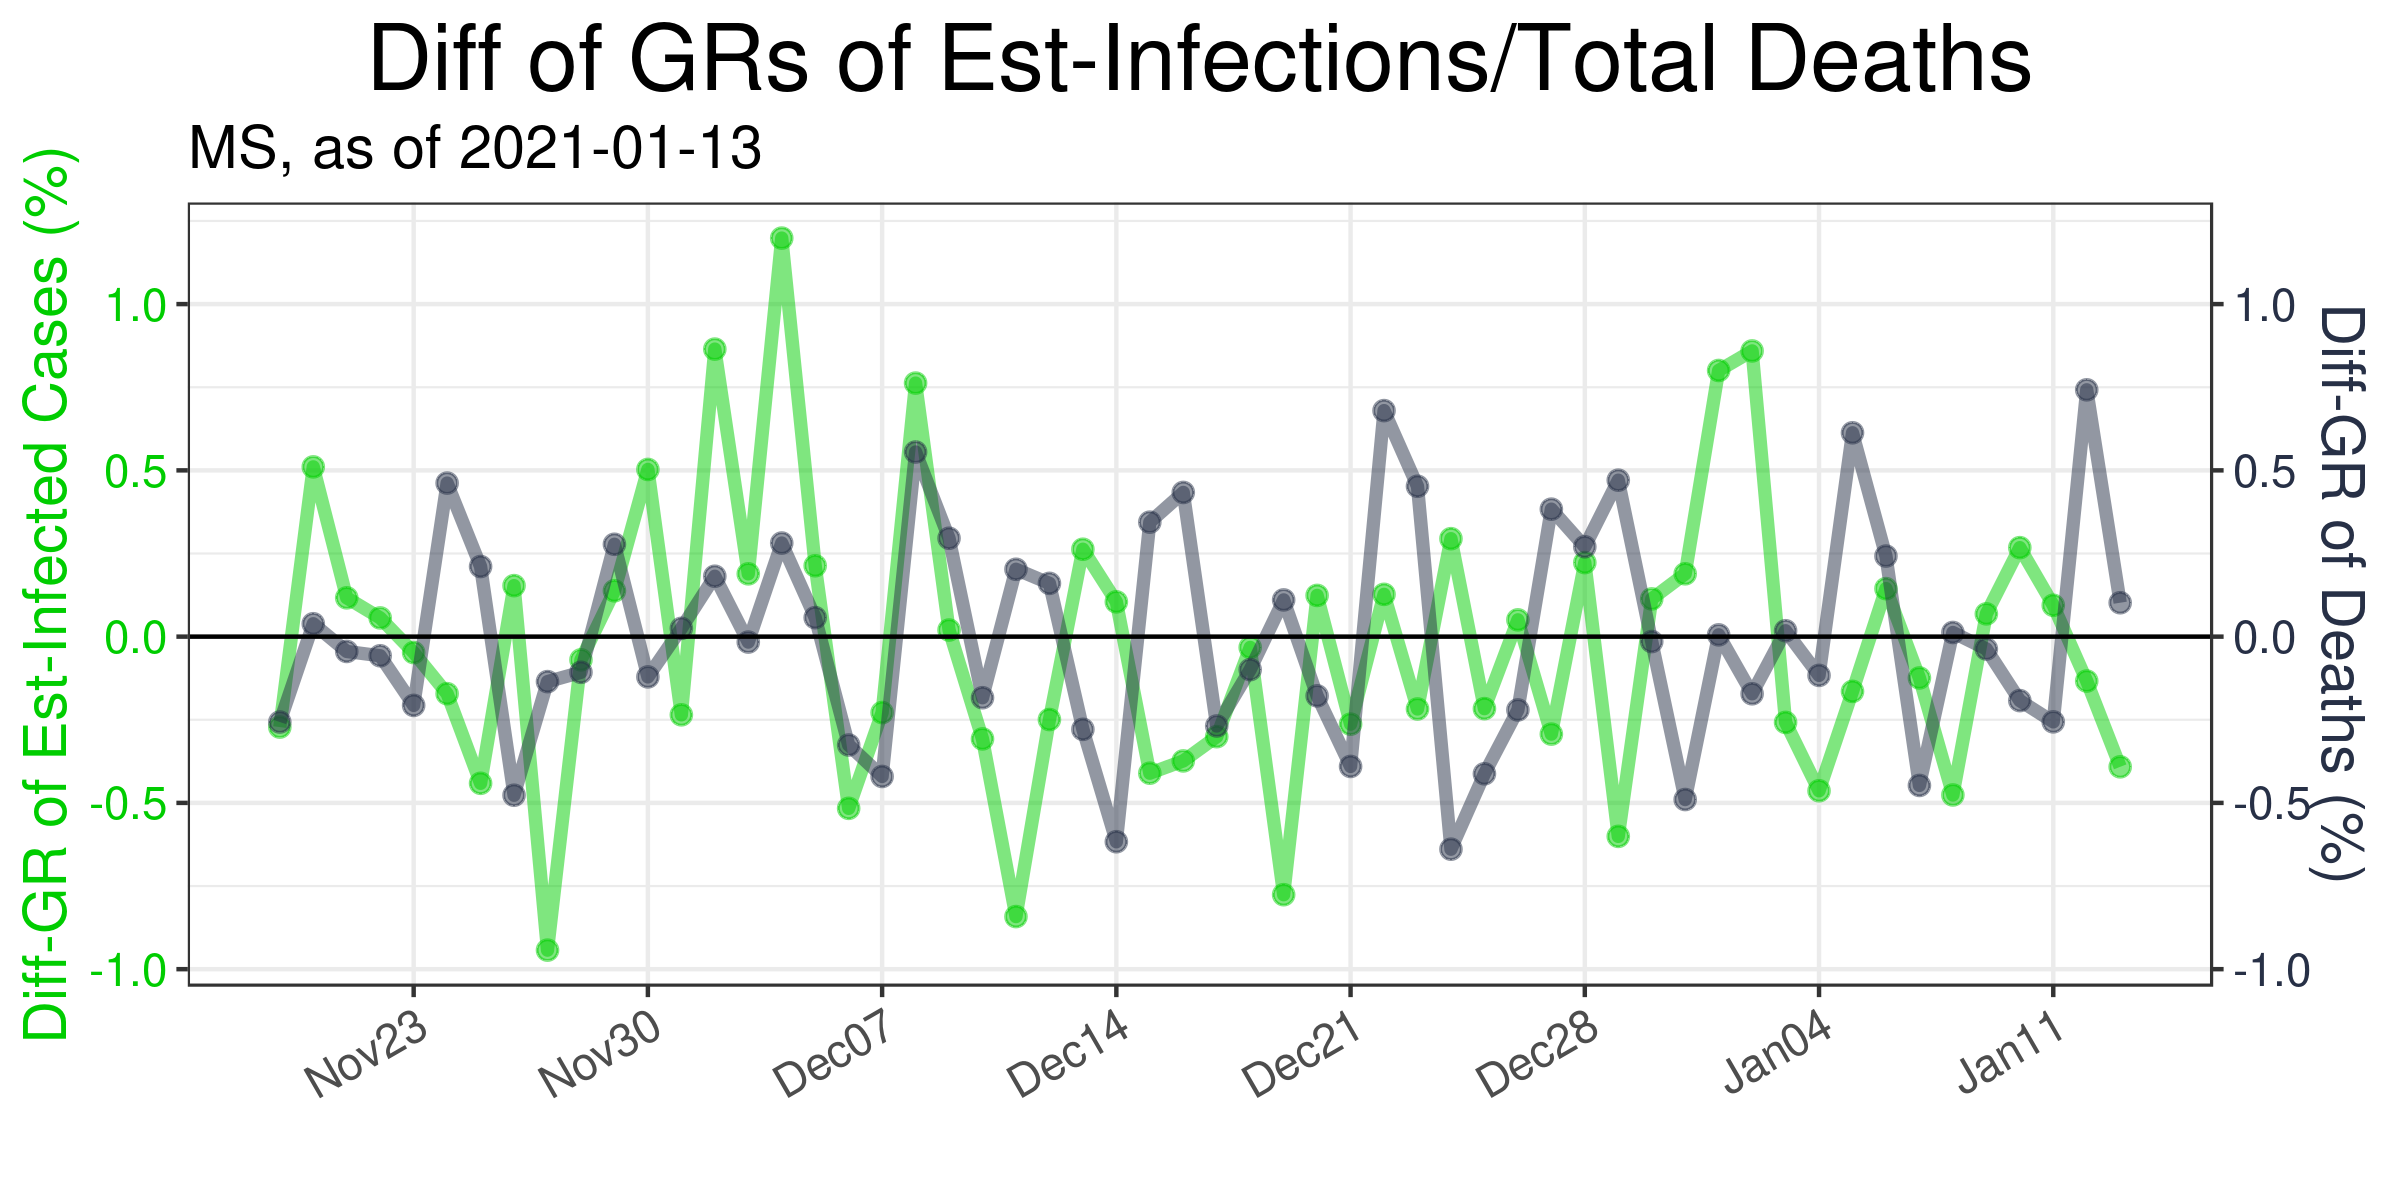 Diff of GRs of Est-Infections/Total Deaths
MS, as of 2021-01-13
Diff-GR of Est-Infected Cases (%)
1.0
0.5
0.0
-0.5
-1.0
1.0
0.5
0.0
-0.5
-1.0
Diff-GR of Deaths (%)
Nov23
Nov30
Dec07
Dec14
Dec21
Dec28
Jan04
Jan11